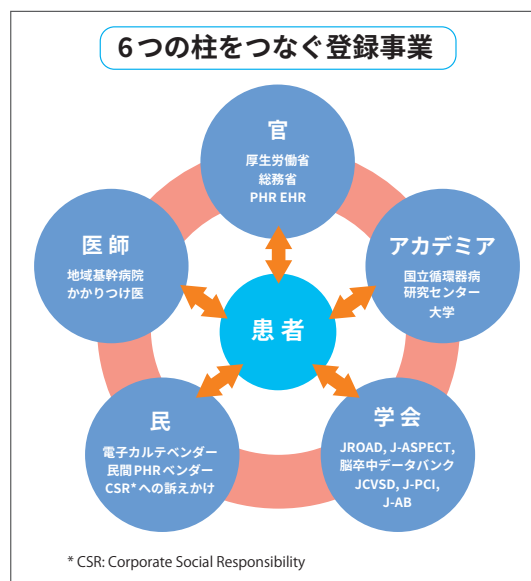 6つの柱をつなぐ登録事業
官
厚生労働省
総務省
PHR EHR
医師
地域基幹病院
かかりつけ医
アカデミア
国立循環器病
研究センター
大学
患者
民
電子カルテベンダー
民間PHRベンダー
CSR*への訴えかけ
学会
JROAD, J-ASPECT,
脳卒中データバンク
JCVSD, J-PCI,
J-AB
* CSR: Corporate Social Responsibility